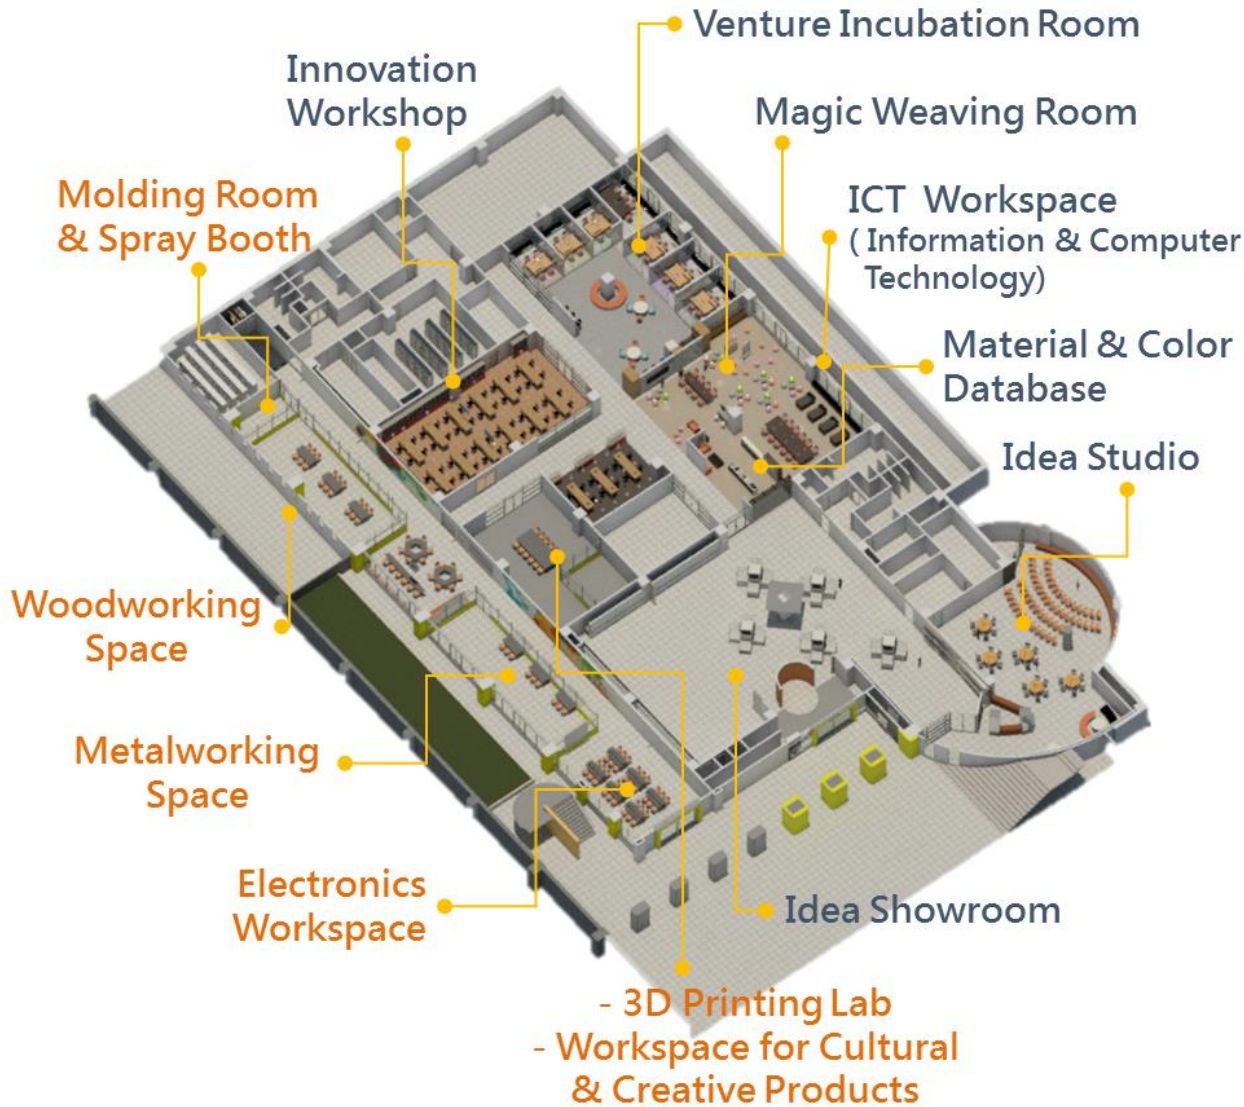 Venture Incubation Room
Innovation
Workshop
Magic Weaving Room
Molding Room
& Spray Booth
ICT Workspace
( Information & Computer
Technology)
Material & Color
Database
Idea Studio
Woodworking
Space
Metalworking
Space
Electronics
Workspace
Idea Showroom
- 3D Printing Lab
- Workspace for Cultural
& Creative Products